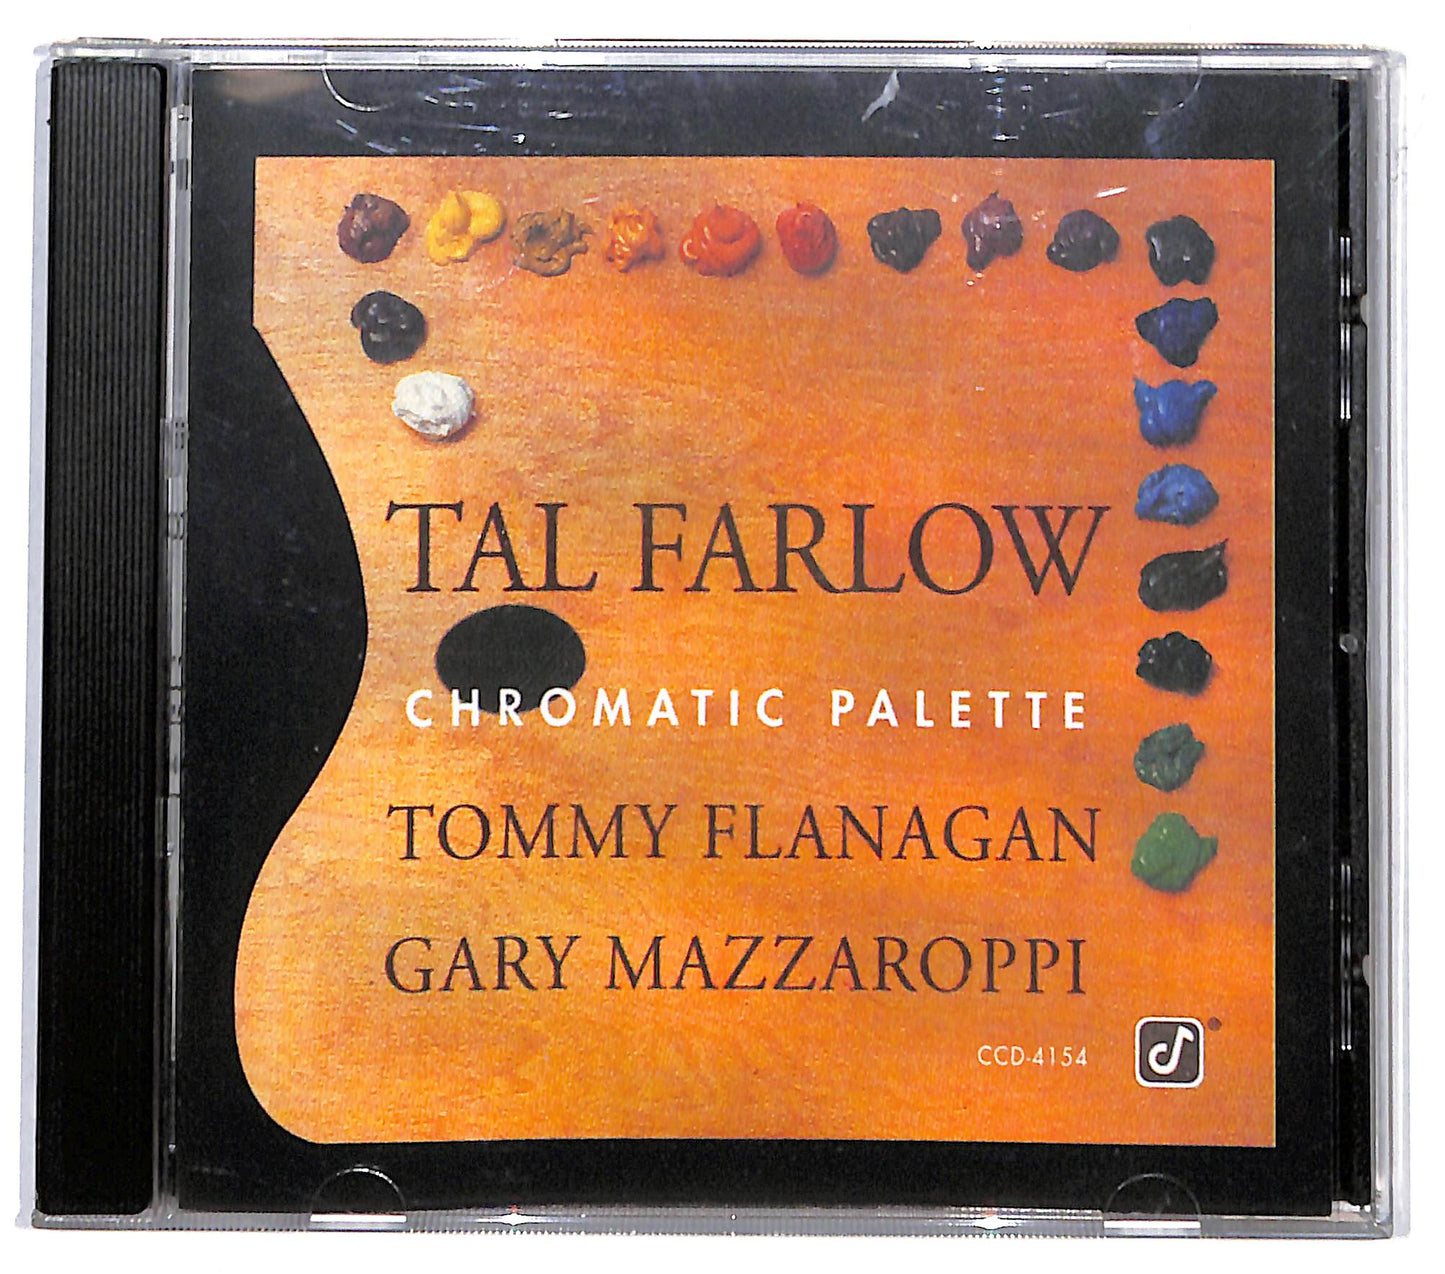 TAL FARLOW
CHROMATIC PALETTE
TOMMY FLANAGAN
GARY MAZZAROPPI
CCD-4154
®